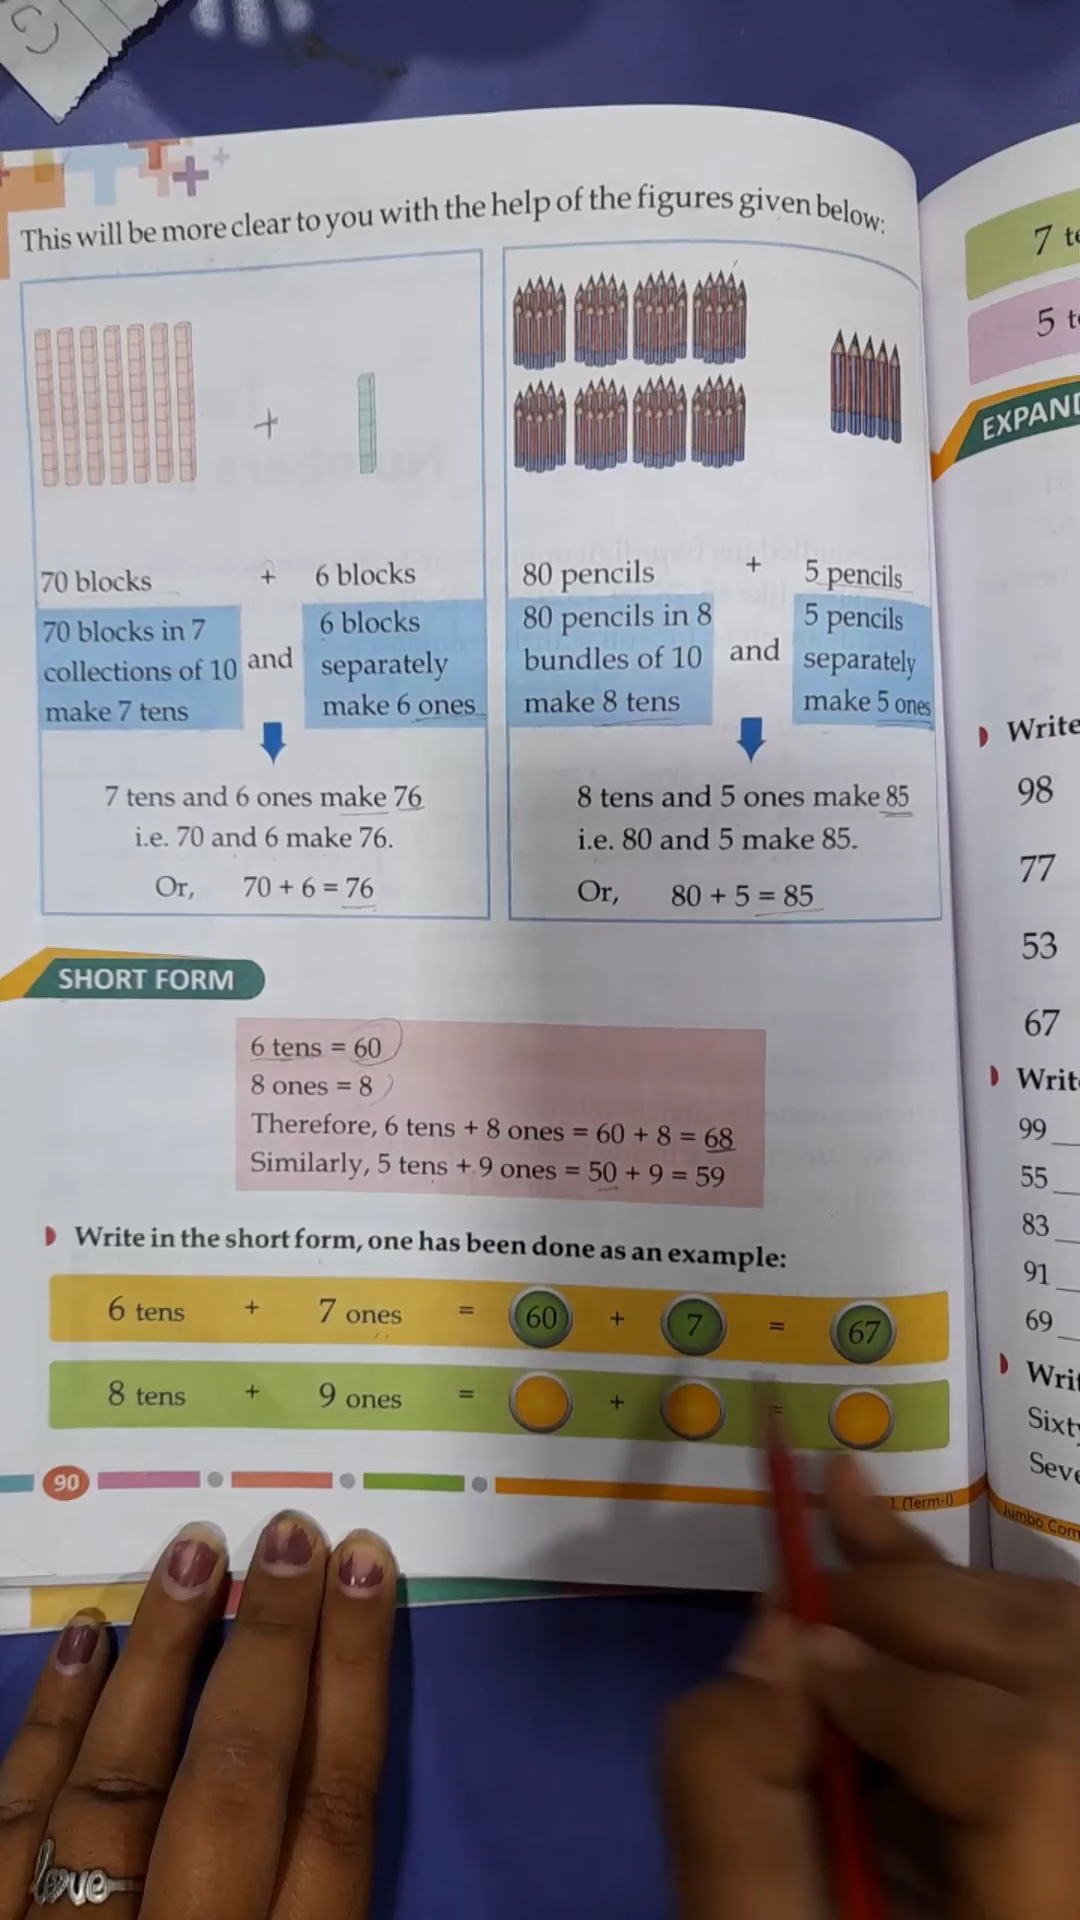 G
This will be more clear to you with the help of the figures given below:
+
70 blocks + 6 blocks
70 blocks in 7
collections of 10
make 7 tens
and
6 blocks
separately
make 6 ones
7 tens and 6 ones make 76
i.e. 70 and 6 make 76.
Or, 70 + 6 = 76
80 pencils + 5 pencils
80 pencils in 8
bundles of 10
make 8 tens
and
5 pencils
separately
make 5 ones
8 tens and 5 ones make 85
i.e. 80 and 5 make 85.
Or, 80 + 5 = 85
SHORT FORM
6 tens = 60
8 ones = 8
Therefore, 6 tens + 8 ones = 60 + 8 = 68
Similarly, 5 tens + 9 ones = 50 + 9 = 59
Write in the short form, one has been done as an example:
6 tens + 7 ones = 60 + 7 = 67
8 tens + 9 ones = + =
90
1 (Term-I)
7 te
5 t
EXPAND
Write
98
77
53
67
Writ
99
55
83
91
69
Writ
Sixty
Seve
Jumbo Com
love